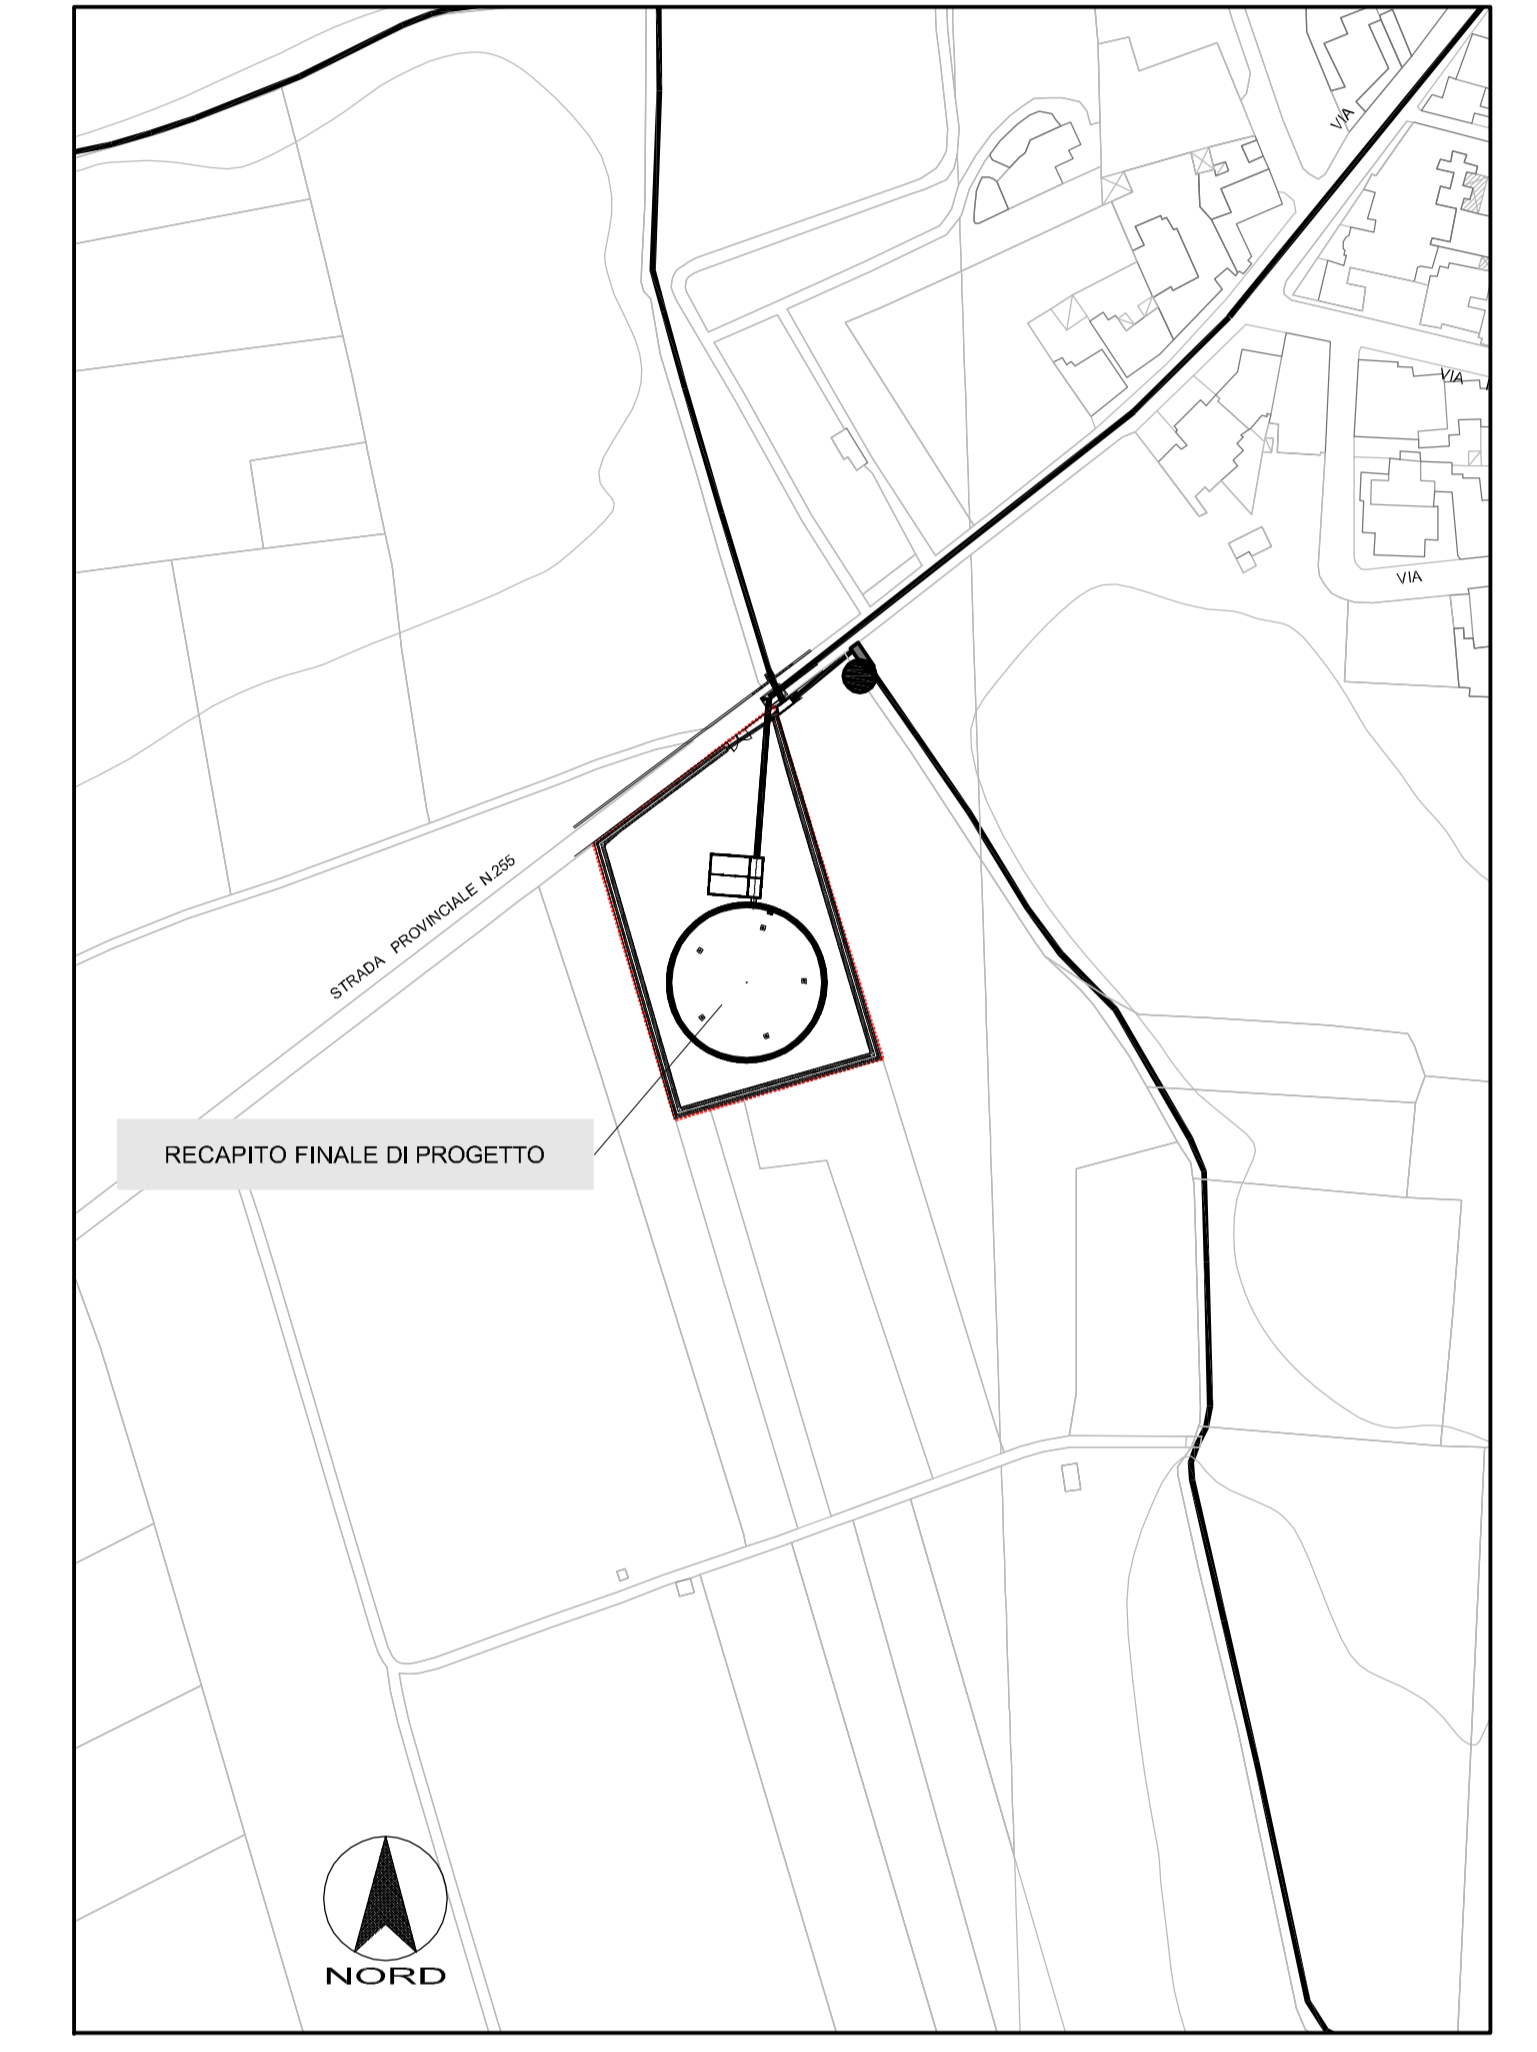 VIA
VIA
VIA
STRADA PROVINCIALE N.255
RECAPITO FINALE DI PROGETTO
NORD